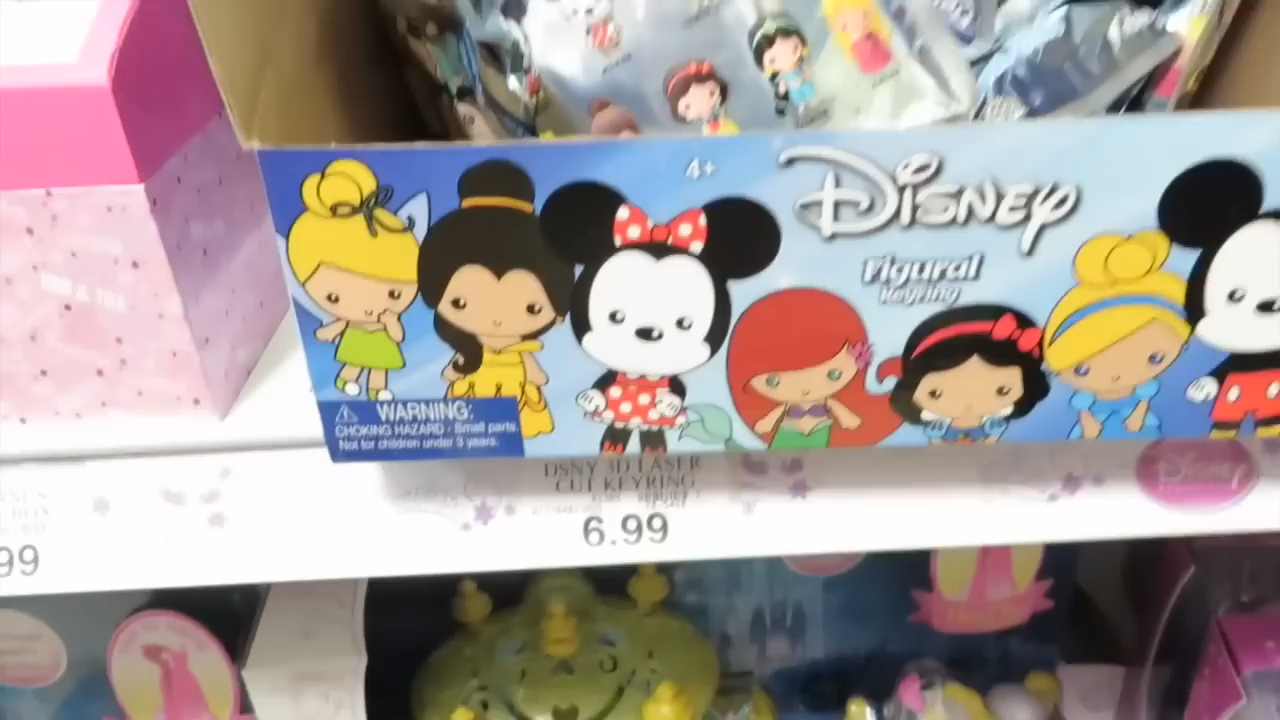 4+
Disney
Figural
Keyring
WARNING:
CHOKING HAZARD - Small parts.
Not for children under 3 years.
DSNY 3D LASER
CUT KEYRING
6.99
99
Disney